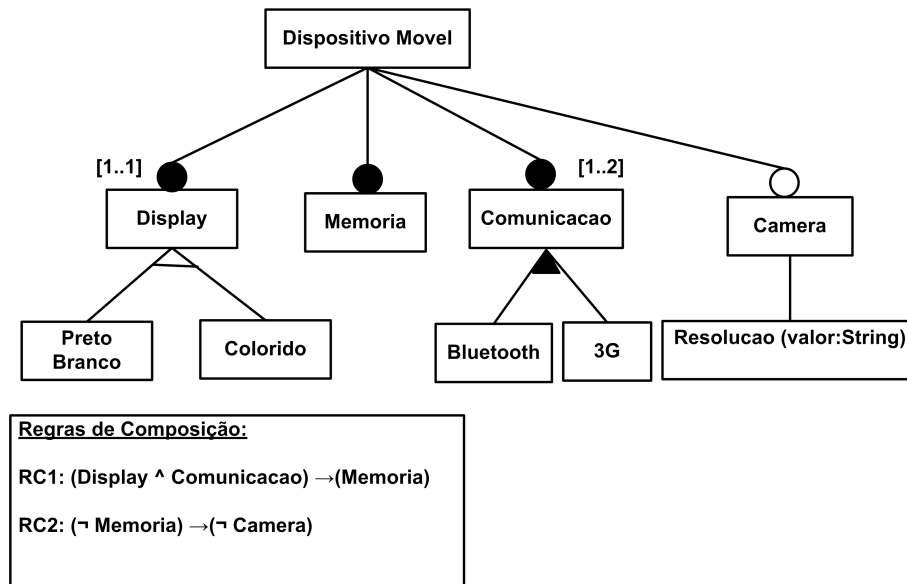 Dispositivo Movel
[1..1]
[1..2]
Display
Memoria
Comunicacao
Camera
Preto
Branco
Colorido
Bluetooth
3G
Resolucao (valor:String)
Regras de Composição:
RC1: (Display ^ Comunicacao) →(Memoria)
RC2: (¬ Memoria) →(¬ Camera)